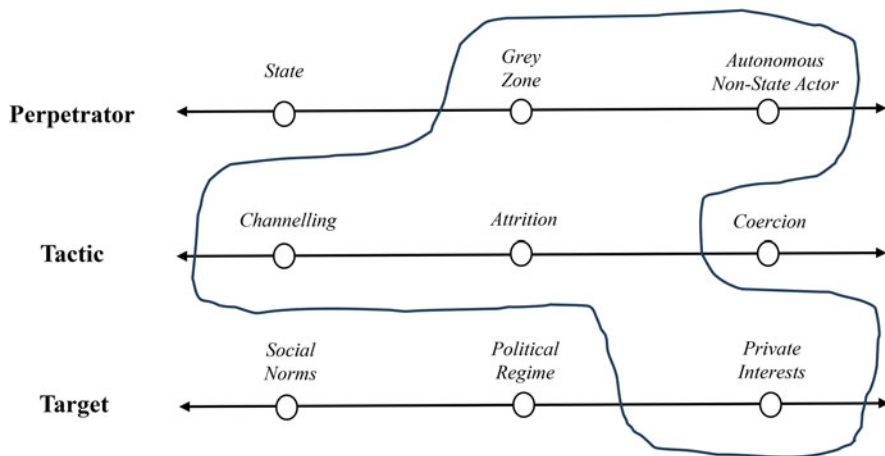 State
Grey
Zone
Autonomous
Non-State Actor
Perpetrator
Channelling
Attrition
Coercion
Tactic
Social
Norms
Political
Regime
Private
Interests
Target